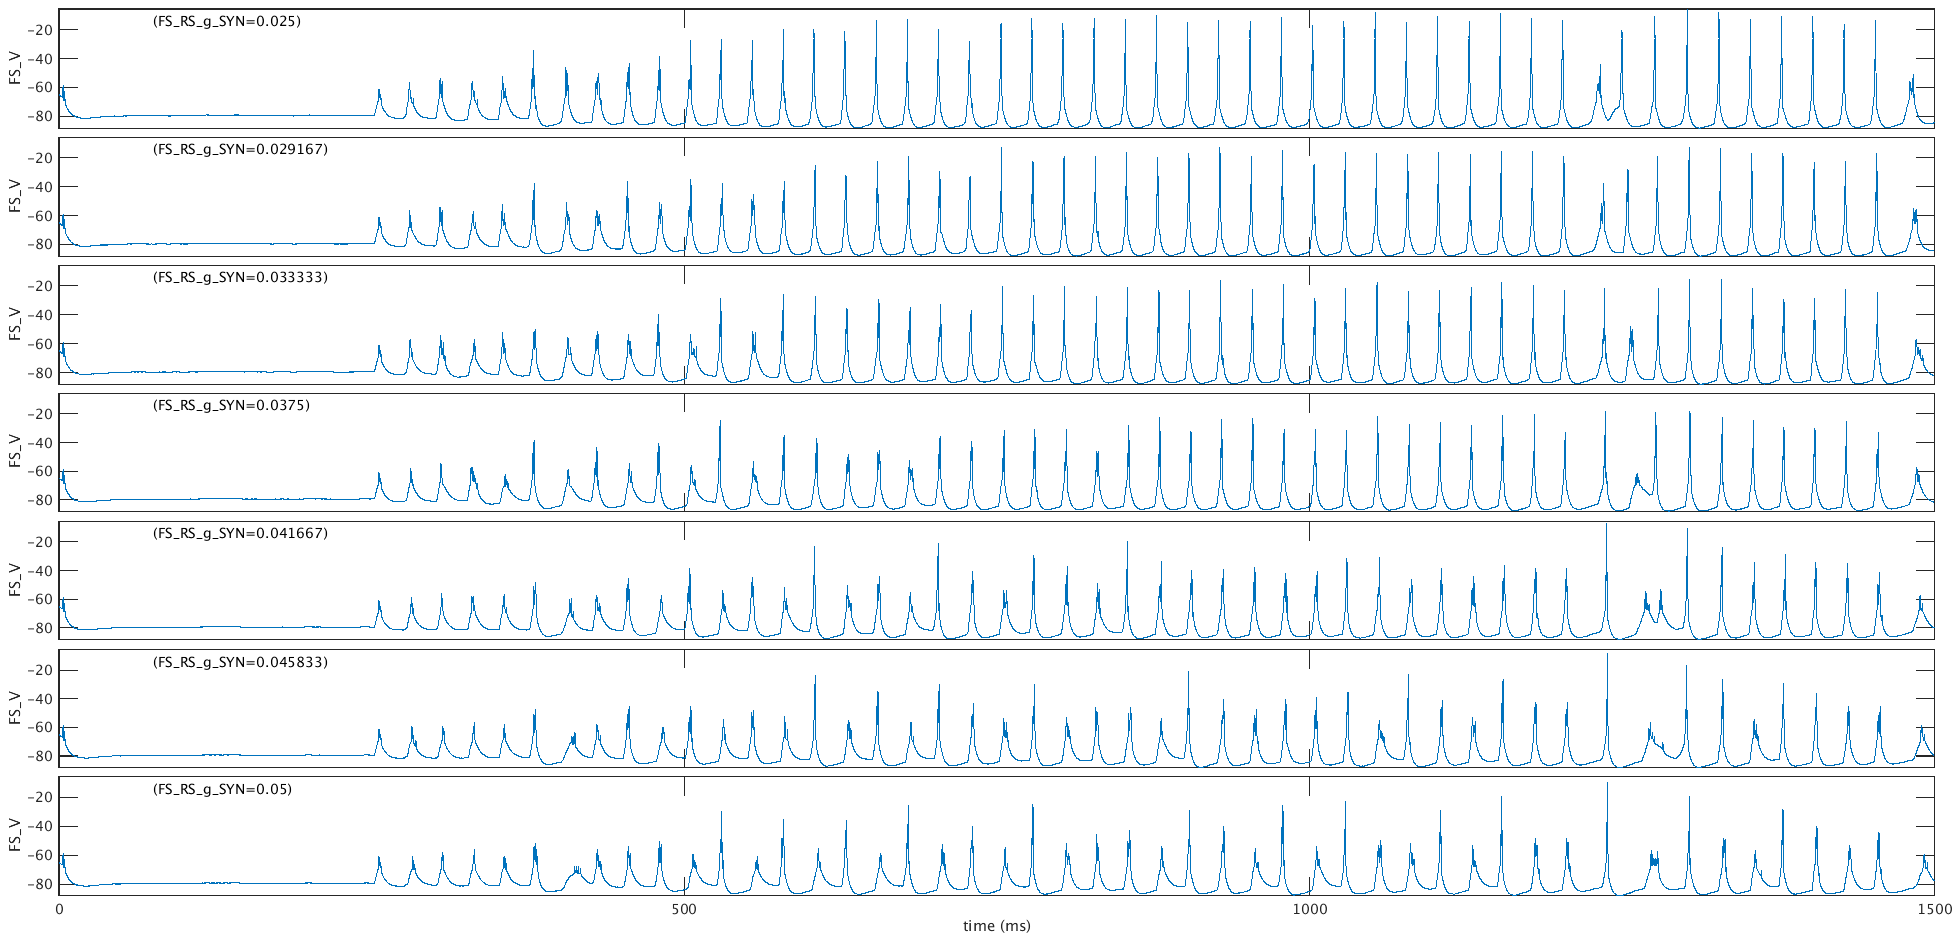 (FS_RS_g_SYN=0.025)
FS_V
−20
−40
−60
−80
(FS_RS_g_SYN=0.029167)
FS_V
−20
−40
−60
−80
(FS_RS_g_SYN=0.033333)
FS_V
−20
−40
−60
−80
(FS_RS_g_SYN=0.0375)
FS_V
−20
−40
−60
−80
(FS_RS_g_SYN=0.041667)
FS_V
−20
−40
−60
−80
(FS_RS_g_SYN=0.045833)
FS_V
−20
−40
−60
−80
(FS_RS_g_SYN=0.05)
FS_V
−20
−40
−60
−80
0 500 1000 1500
time (ms)